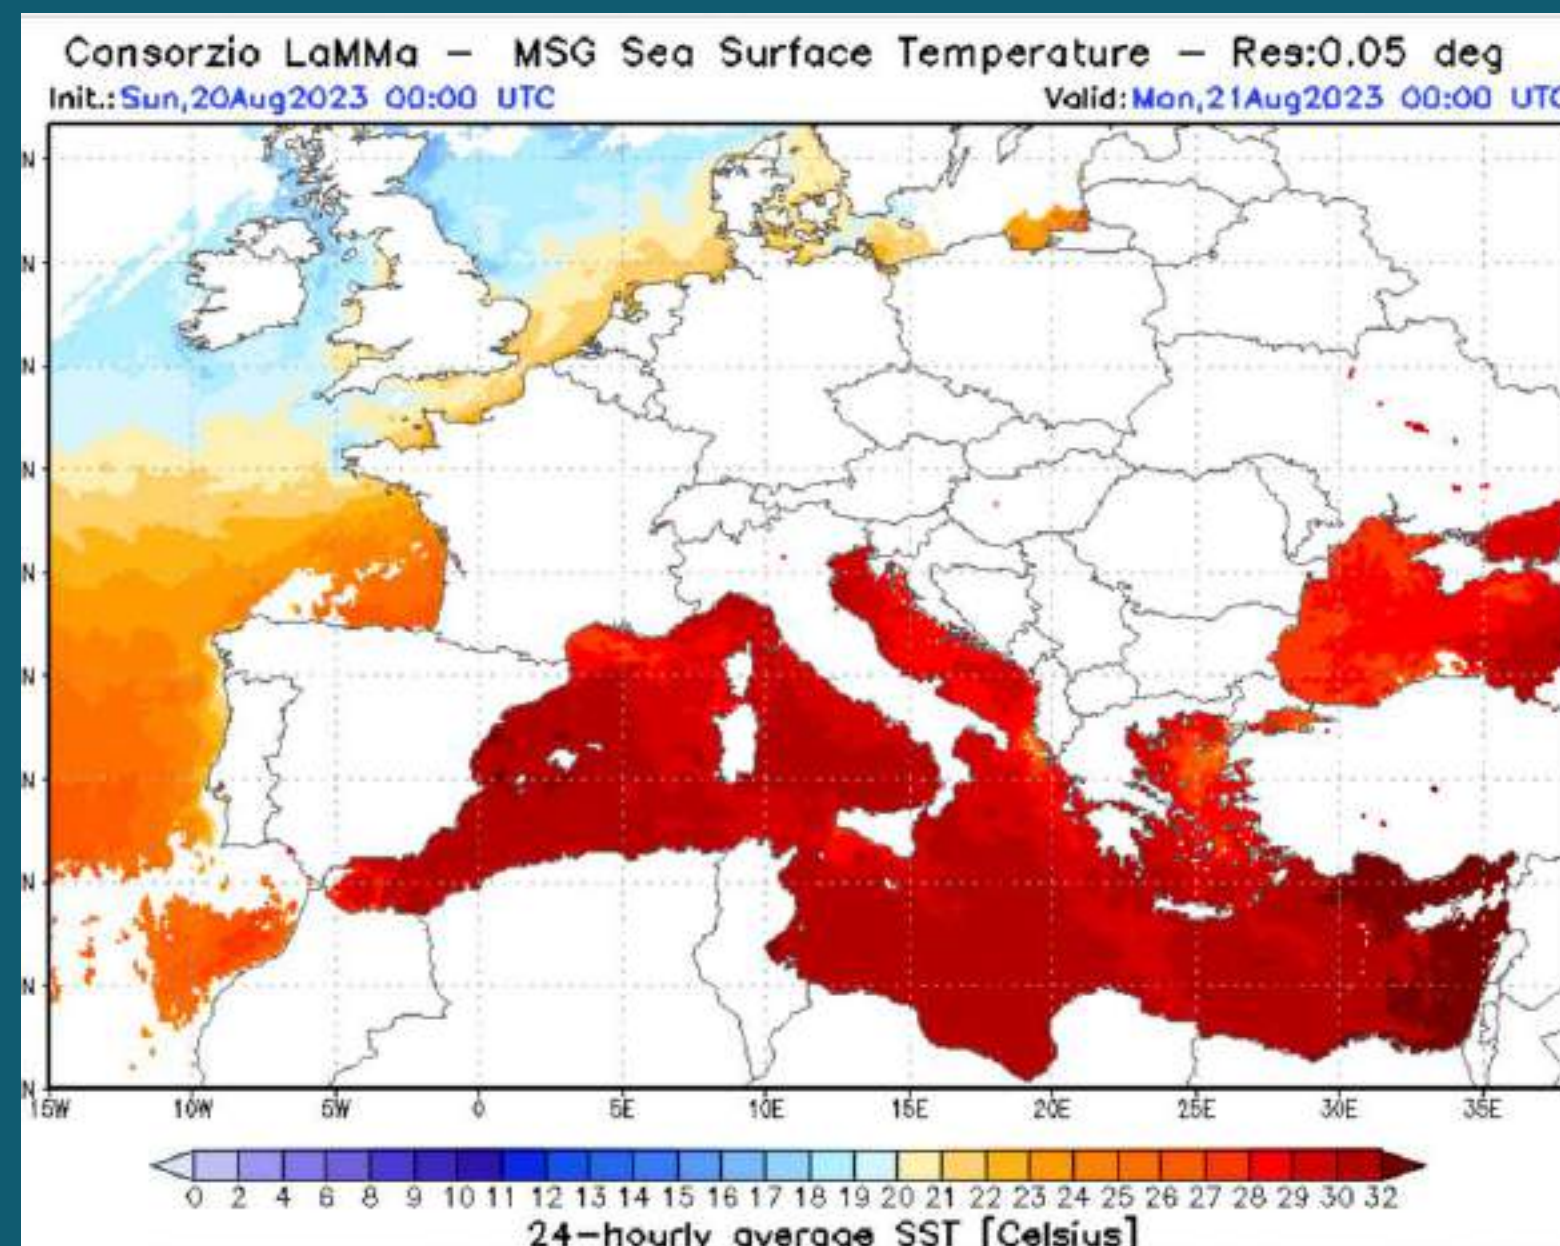 Consorzio LaMMa – MSG Sea Surface Temperature – Res:0.05 deg
Init.:Sun,20Aug2023 00:00 UTC Valid:Mon,21Aug2023 00:00 UTC
N
N
N
N
N
N
N
N
N
N
15W 10W 5W 0 5E 10E 15E 20E 25E 30E 35E
0 2 4 6 8 9 10 11 12 13 14 15 16 17 18 19 20 21 22 23 24 25 26 27 28 29 30 32
24–hourly average SST [Celsius]